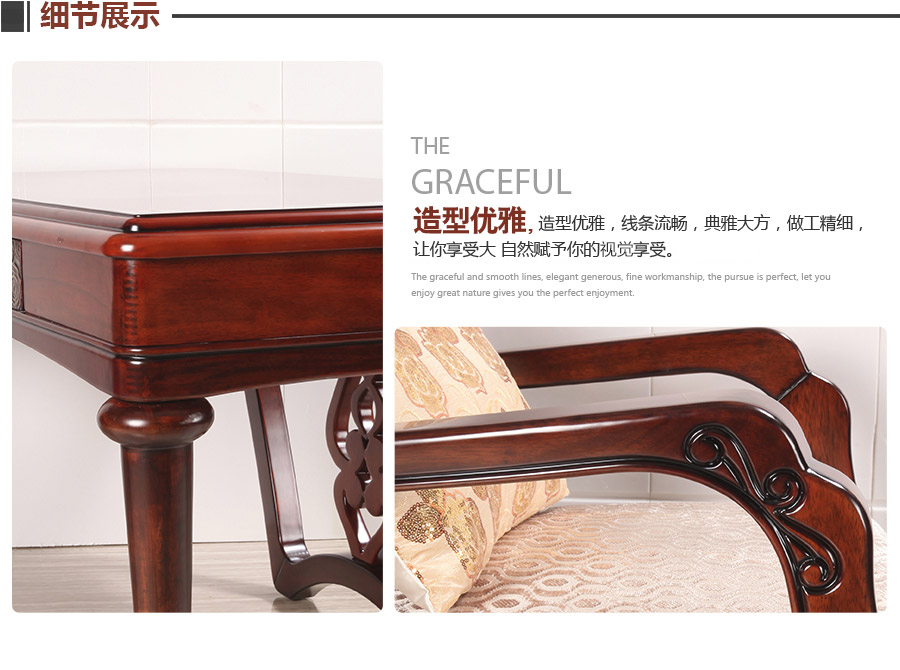 细节展示
THE
GRACEFUL
造型优雅,造型优雅，线条流畅，典雅大方，做工精细，
让你享受大 自然赋予你的视觉享受。
The graceful and smooth lines, elegant generous, fine workmanship, the pursue is perfect, let you
enjoy great nature gives you the perfect enjoyment.